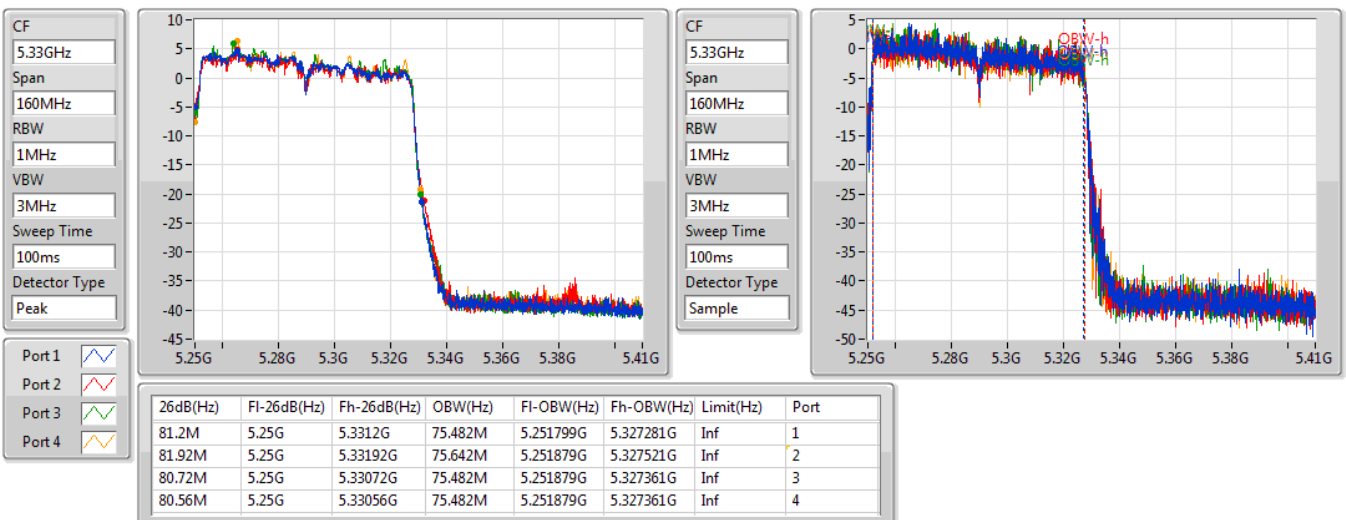 CF
5.33GHz
Span
160MHz
RBW
1MHz
VBW
3MHz
Sweep Time
100ms
Detector Type
Peak
10
5
0
-5
-10
-15
-20
-25
-30
-35
-40
-45
5.25G 5.28G 5.3G 5.32G 5.34G 5.36G 5.38G 5.41G
CF
5.33GHz
Span
160MHz
RBW
1MHz
VBW
3MHz
Sweep Time
100ms
Detector Type
Sample
5
0
-5
-10
-15
-20
-25
-30
-35
-40
-45
-50
OBW-h
5.25G 5.28G 5.3G 5.32G 5.34G 5.36G 5.38G 5.41G
Port 1
Port 2
Port 3
Port 4
26dB(Hz) Fl-26dB(Hz) Fh-26dB(Hz) OBW(Hz) Fl-OBW(Hz) Fh-OBW(Hz) Limit(Hz) Port
81.2M 5.25G 5.3312G 75.482M 5.251799G 5.327281G Inf 1
81.92M 5.25G 5.33192G 75.642M 5.251879G 5.327521G Inf 2
80.72M 5.25G 5.33072G 75.482M 5.251879G 5.327361G Inf 3
80.56M 5.25G 5.33056G 75.482M 5.251879G 5.327361G Inf 4